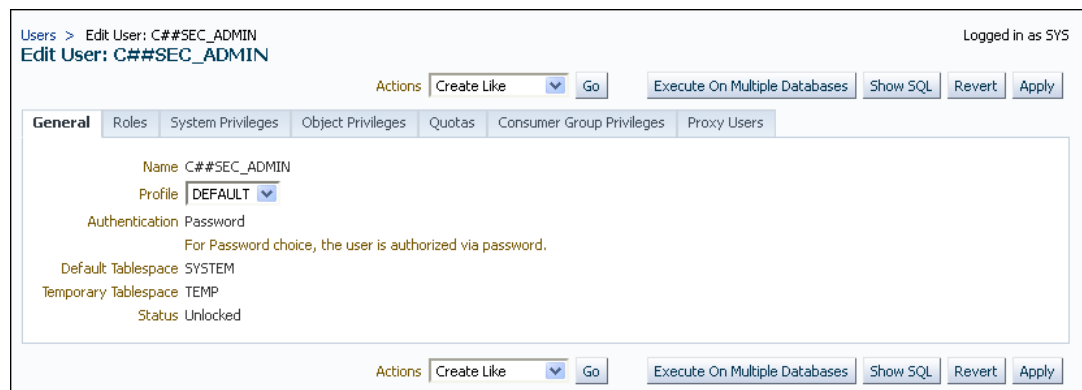 Users > Edit User: C##SEC_ADMIN Logged in as SYS
Edit User: C##SEC_ADMIN
Actions Create Like Go Execute On Multiple Databases Show SQL Revert Apply
General Roles System Privileges Object Privileges Quotas Consumer Group Privileges Proxy Users
Name C##SEC_ADMIN
Profile DEFAULT
Authentication Password
For Password choice, the user is authorized via password.
Default Tablespace SYSTEM
Temporary Tablespace TEMP
Status Unlocked
Actions Create Like Go Execute On Multiple Databases Show SQL Revert Apply